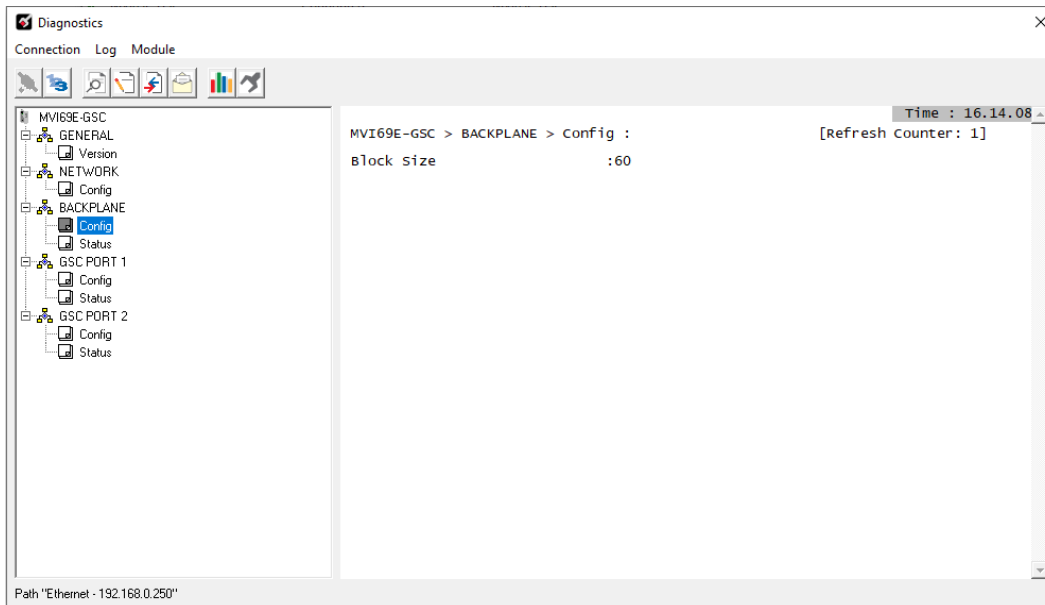 Diagnostics
Connection Log Module
MVI69E-GSC
GENERAL
Version
NETWORK
Config
BACKPLANE
Config
Status
GSC PORT 1
Config
Status
GSC PORT 2
Config
Status
Time : 16.14.08
MVI69E-GSC > BACKPLANE > Config : [Refresh Counter: 1]
Block Size :60
Path "Ethernet - 192.168.0.250"